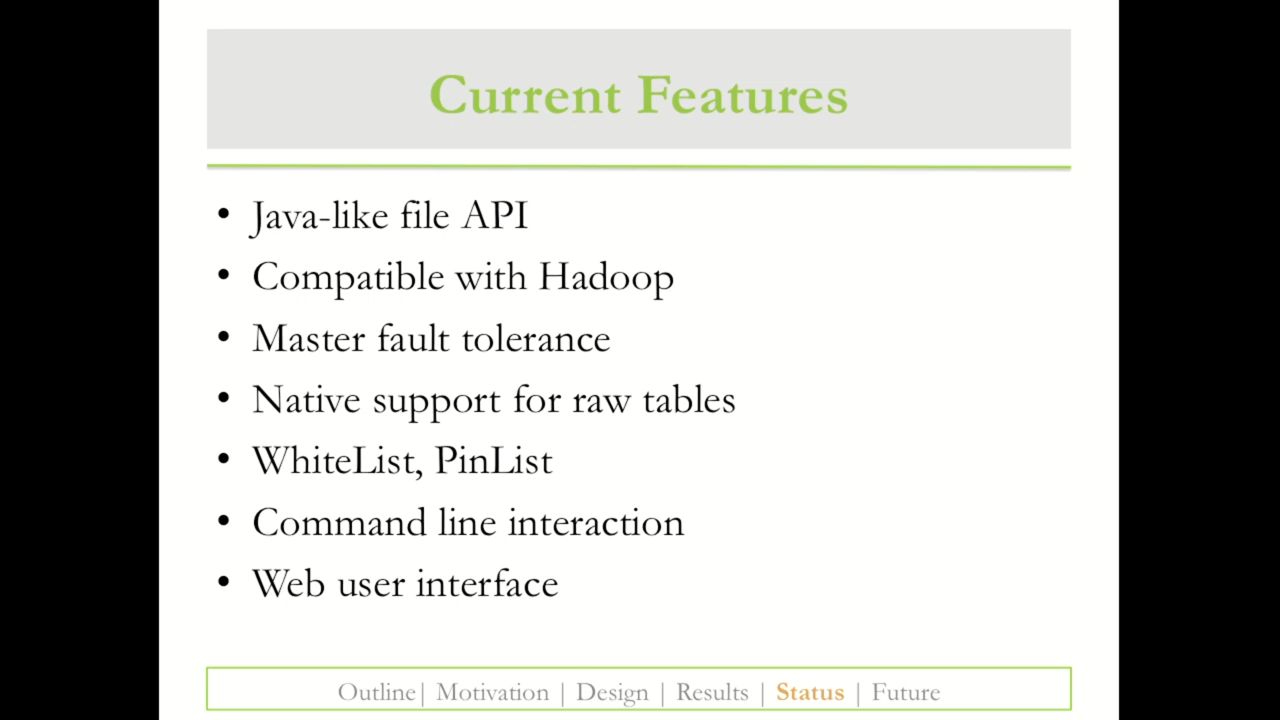 Current Features
• Java-like file API
• Compatible with Hadoop
• Master fault tolerance
• Native support for raw tables
• WhiteList, PinList
• Command line interaction
• Web user interface
Outline| Motivation | Design | Results | Status | Future